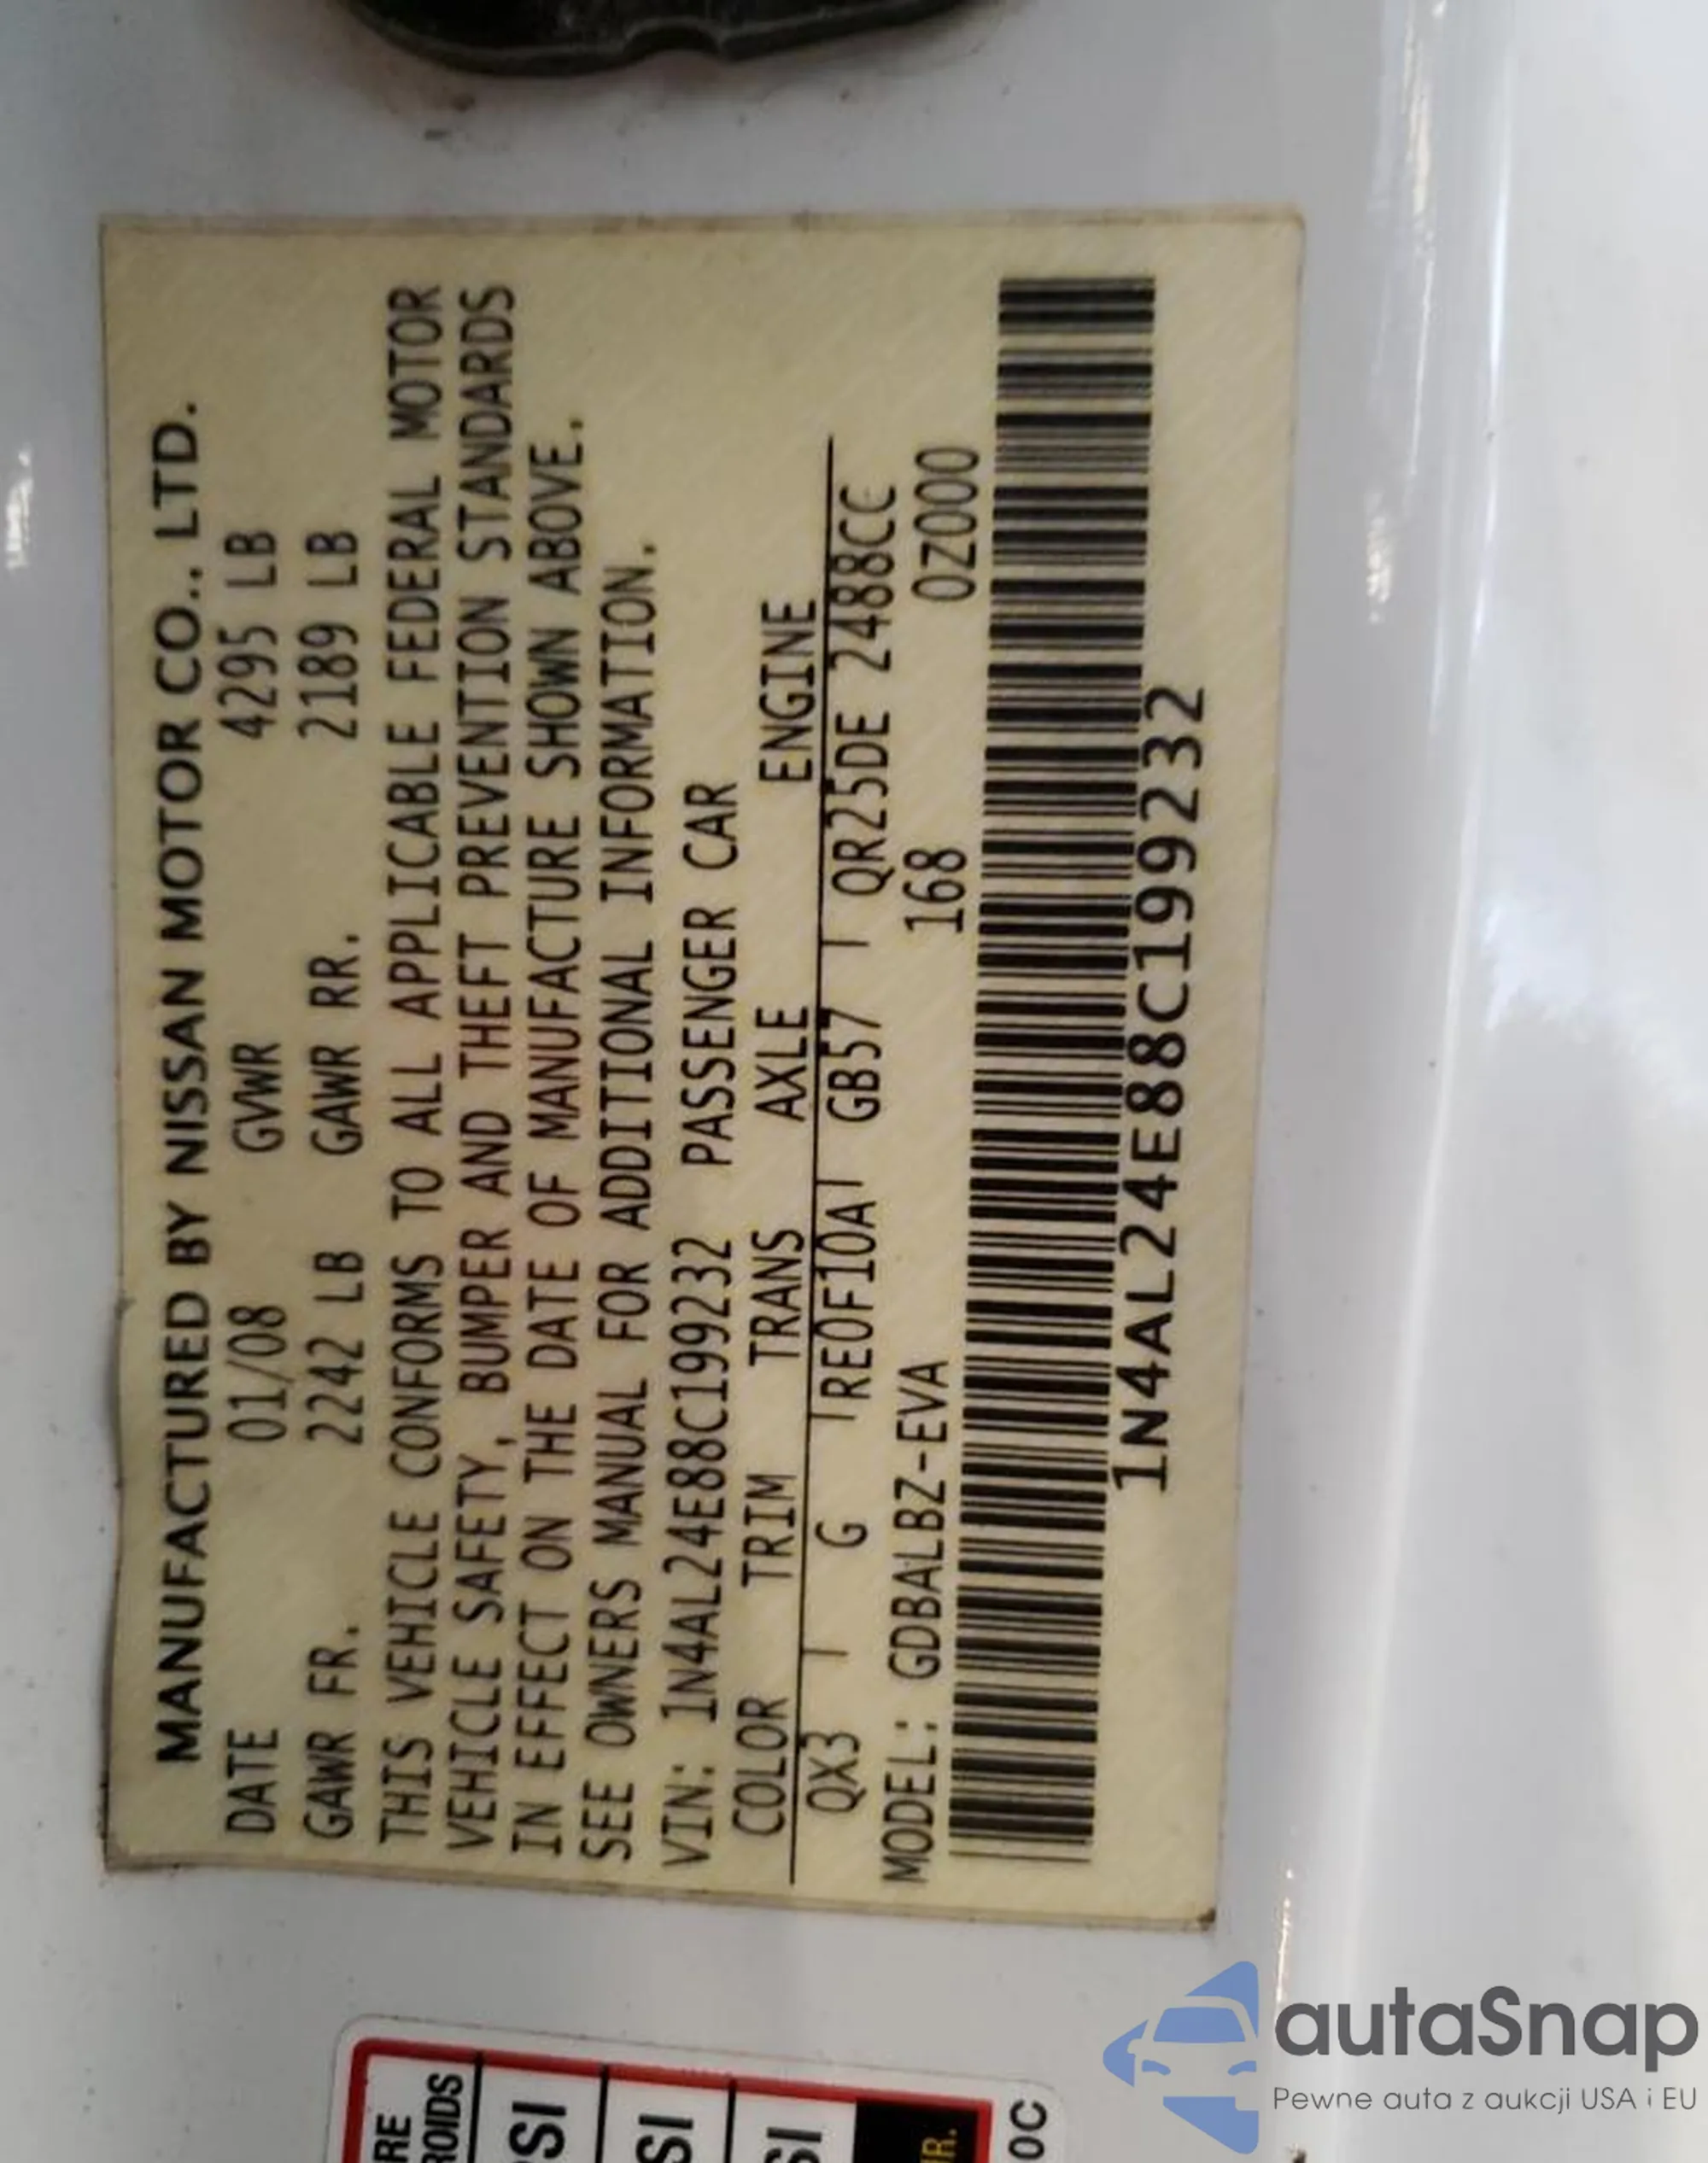 MANUFACTURED BY NISSAN MOTOR CO., LTD.
DATE 01/08 GVWR 4295 LB
GAWR FR. 2242 LB GAWR RR. 2189 LB
THIS VEHICLE CONFORMS TO ALL APPLICABLE FEDERAL MOTOR
VEHICLE SAFETY, BUMPER AND THEFT PREVENTION STANDARDS
IN EFFECT ON THE DATE OF MANUFACTURE SHOWN ABOVE.
SEE OWNERS MANUAL FOR ADDITIONAL INFORMATION.
VIN: 1N4AL24E88C199232 PASSENGER CAR
COLOR TRIM TRANS AXLE ENGINE
QX3 G RE0F10A GB57 QR25DE 2488CC
MODEL: GDBALBZ-EVA 168 0Z000
1N4AL24E88C199232
SI
SI
SI
0C
autaSnap
Pewne auta z aukcji USA i EU